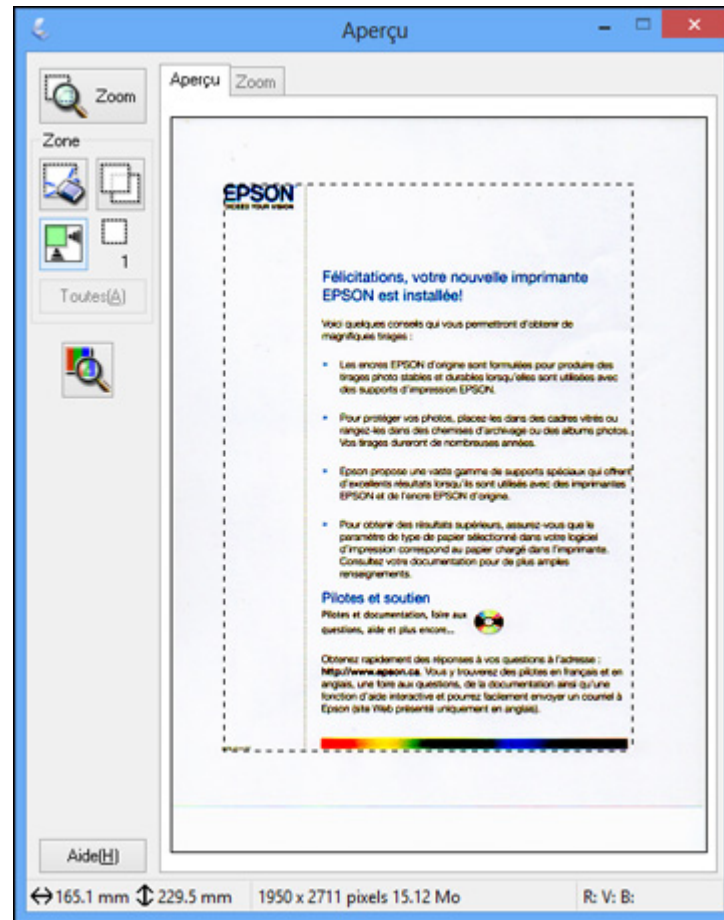 Aperçu
Zoom
Aperçu Zoom
Zone
1
Toutes(A)
EPSON
EXCEED YOUR VISION
Félicitations, votre nouvelle imprimante
EPSON est installée!
Voici quelques conseils qui vous permettront d'obtenir de
magnifiques tirages :
Les encres EPSON d'origine sont formulées pour produire des
tirages photo stables et durables lorsqu'elles sont utilisées avec
des supports d'impression EPSON.
Pour protéger vos photos, placez-les dans des cadres vitrés ou
rangez-les dans des chemises d'archivage ou des albums photos.
Vos tirages dureront de nombreuses années.
Epson propose une vaste gamme de supports spéciaux qui offrent
d'excellents résultats lorsqu'ils sont utilisés avec des imprimantes
EPSON et de l'encre EPSON d'origine.
Pour obtenir des résultats supérieurs, assurez-vous que le
paramètre de type de papier sélectionné dans votre logiciel
d'impression correspond au papier chargé dans l'imprimante.
Consultez votre documentation pour de plus amples
renseignements.
Pilotes et soutien
Pilotes et documentation, foire aux
questions, aide et plus encore...
Obtenez rapidement des réponses à vos questions à l'adresse :
http://www.epson.ca. Vous y trouverez des pilotes en français et en
anglais, une foire aux questions, de la documentation ainsi qu'une
fonction d'aide interactive et pourrez facilement envoyer un courriel à
Epson (site Web présenté uniquement en anglais).
Aide(H)
165.1 mm 229.5 mm 1950 x 2711 pixels 15.12 Mo R: V: B: